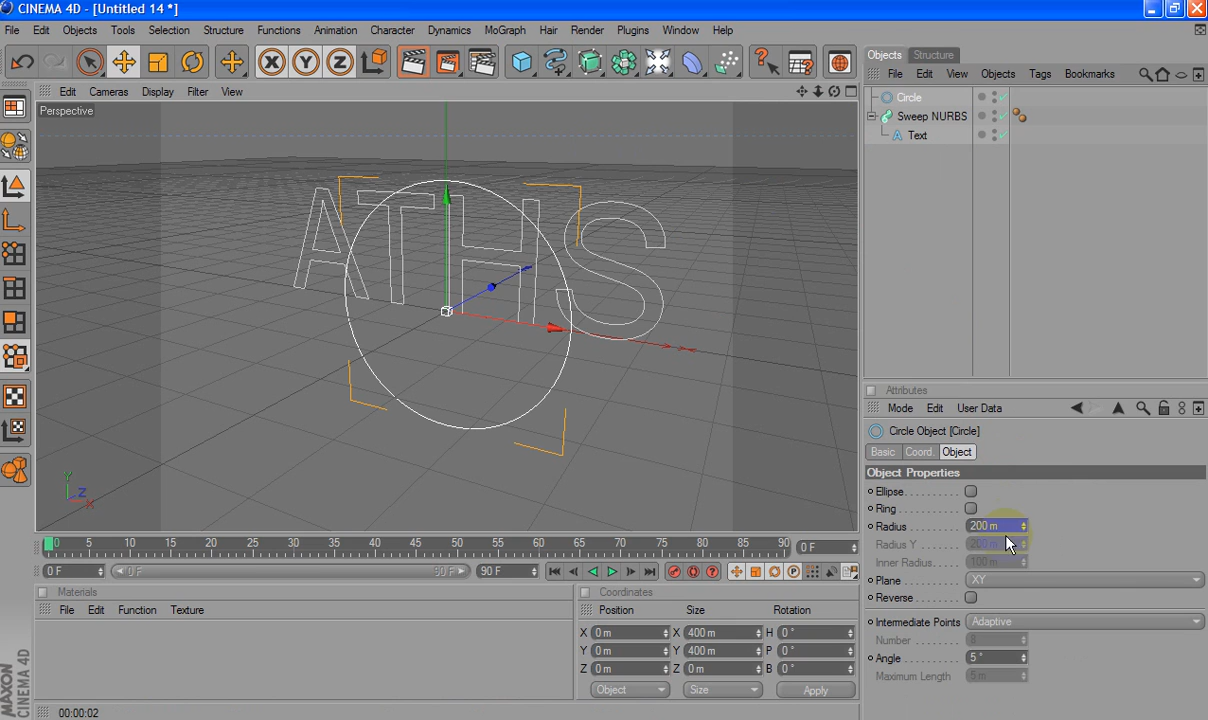 CINEMA 4D - [Untitled 14 *]
File Edit Objects Tools Selection Structure Functions Animation Character Dynamics MoGraph Hair Render Plugins Window Help
X Y Z
Edit Cameras Display Filter View
Perspective
ATHS
Y
Z
X
0 5 10 15 20 25 30 35 40 45 50 55 60 65 70 75 80 85 90 0 F
0 F 0 F 90 F 90 F
Materials
File Edit Function Texture
Coordinates
Position Size Rotation
X 0 m X 400 m H 0 °
Y 0 m Y 400 m P 0 °
Z 0 m Z 0 m B 0 °
Object Size Apply
MAXON
CINEMA 4D
00:00:02
Objects Structure
File Edit View Objects Tags Bookmarks
Circle
Sweep NURBS
Text
Attributes
Mode Edit User Data
Circle Object [Circle]
Basic Coord. Object
Object Properties
Ellipse
Ring
Radius 200 m
Radius Y 200 m
Inner Radius 100 m
Plane XY
Reverse
Intermediate Points Adaptive
Number 8
Angle 5 °
Maximum Length 5 m